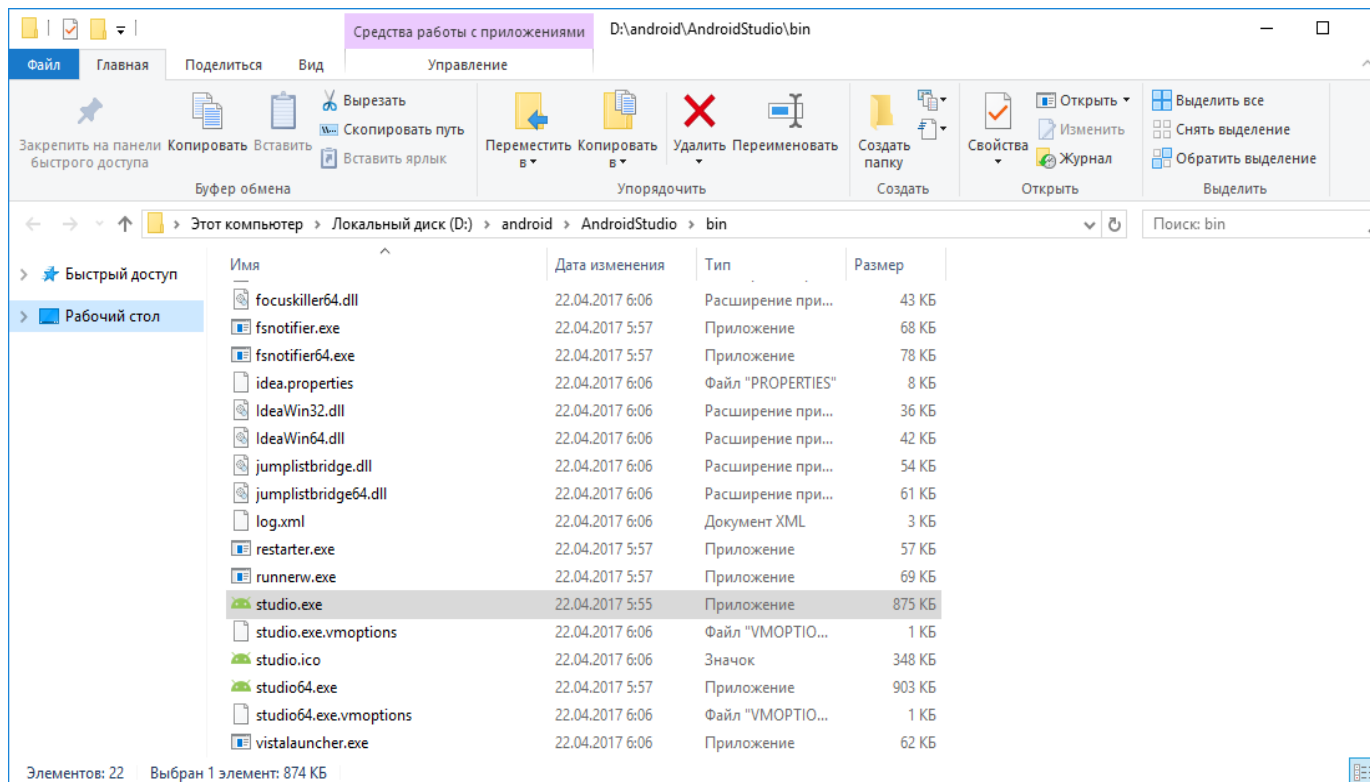 Средства работы с приложениями D:\android\AndroidStudio\bin
Файл Главная Поделиться Вид Управление
Закрепить на панели быстрого доступа
Копировать
Вставить
Вырезать
Скопировать путь
Вставить ярлык
Буфер обмена
Переместить в
Копировать в
Удалить
Переименовать
Упорядочить
Создать папку
Создать
Свойства
Открыть
Изменить
Журнал
Открыть
Выделить все
Снять выделение
Обратить выделение
Выделить
Этот компьютер Локальный диск (D:) android AndroidStudio bin Поиск: bin
Быстрый доступ
Рабочий стол
Имя Дата изменения Тип Размер
focuskiller64.dll 22.04.2017 6:06 Расширение при... 43 КБ
fsnotifier.exe 22.04.2017 5:57 Приложение 68 КБ
fsnotifier64.exe 22.04.2017 5:57 Приложение 78 КБ
idea.properties 22.04.2017 6:06 Файл "PROPERTIES" 8 КБ
IdeaWin32.dll 22.04.2017 6:06 Расширение при... 36 КБ
IdeaWin64.dll 22.04.2017 6:06 Расширение при... 42 КБ
jumplistbridge.dll 22.04.2017 6:06 Расширение при... 54 КБ
jumplistbridge64.dll 22.04.2017 6:06 Расширение при... 61 КБ
log.xml 22.04.2017 6:06 Документ XML 3 КБ
restarter.exe 22.04.2017 5:57 Приложение 57 КБ
runnerw.exe 22.04.2017 5:57 Приложение 69 КБ
studio.exe 22.04.2017 5:55 Приложение 875 КБ
studio.exe.vmoptions 22.04.2017 6:06 Файл "VMOPTIO... 1 КБ
studio.ico 22.04.2017 6:06 Значок 348 КБ
studio64.exe 22.04.2017 5:57 Приложение 903 КБ
studio64.exe.vmoptions 22.04.2017 6:06 Файл "VMOPTIO... 1 КБ
vistalauncher.exe 22.04.2017 6:06 Приложение 62 КБ
Элементов: 22 Выбран 1 элемент: 874 КБ